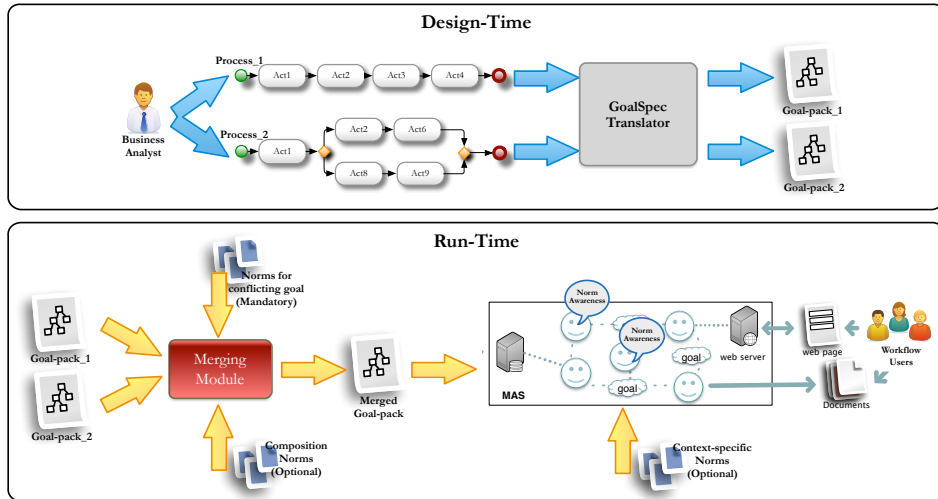 Design-Time
Process_1
Act1
Act2
Act3
Act4
Business
Analyst
Process_2
Act1
Act2
Act6
Act8
Act9
GoalSpec
Translator
Goal-pack_1
Goal-pack_2
Run-Time
Norms for
conflicting goal
(Mandatory)
Goal-pack_1
Goal-pack_2
Merging
Module
Composition
Norms
(Optional)
Merged
Goal-pack
Norm
Awareness
Norm
Awareness
goal
goal
MAS
web server
web page
Workflow
Users
Documents
Context-specific
Norms
(Optional)